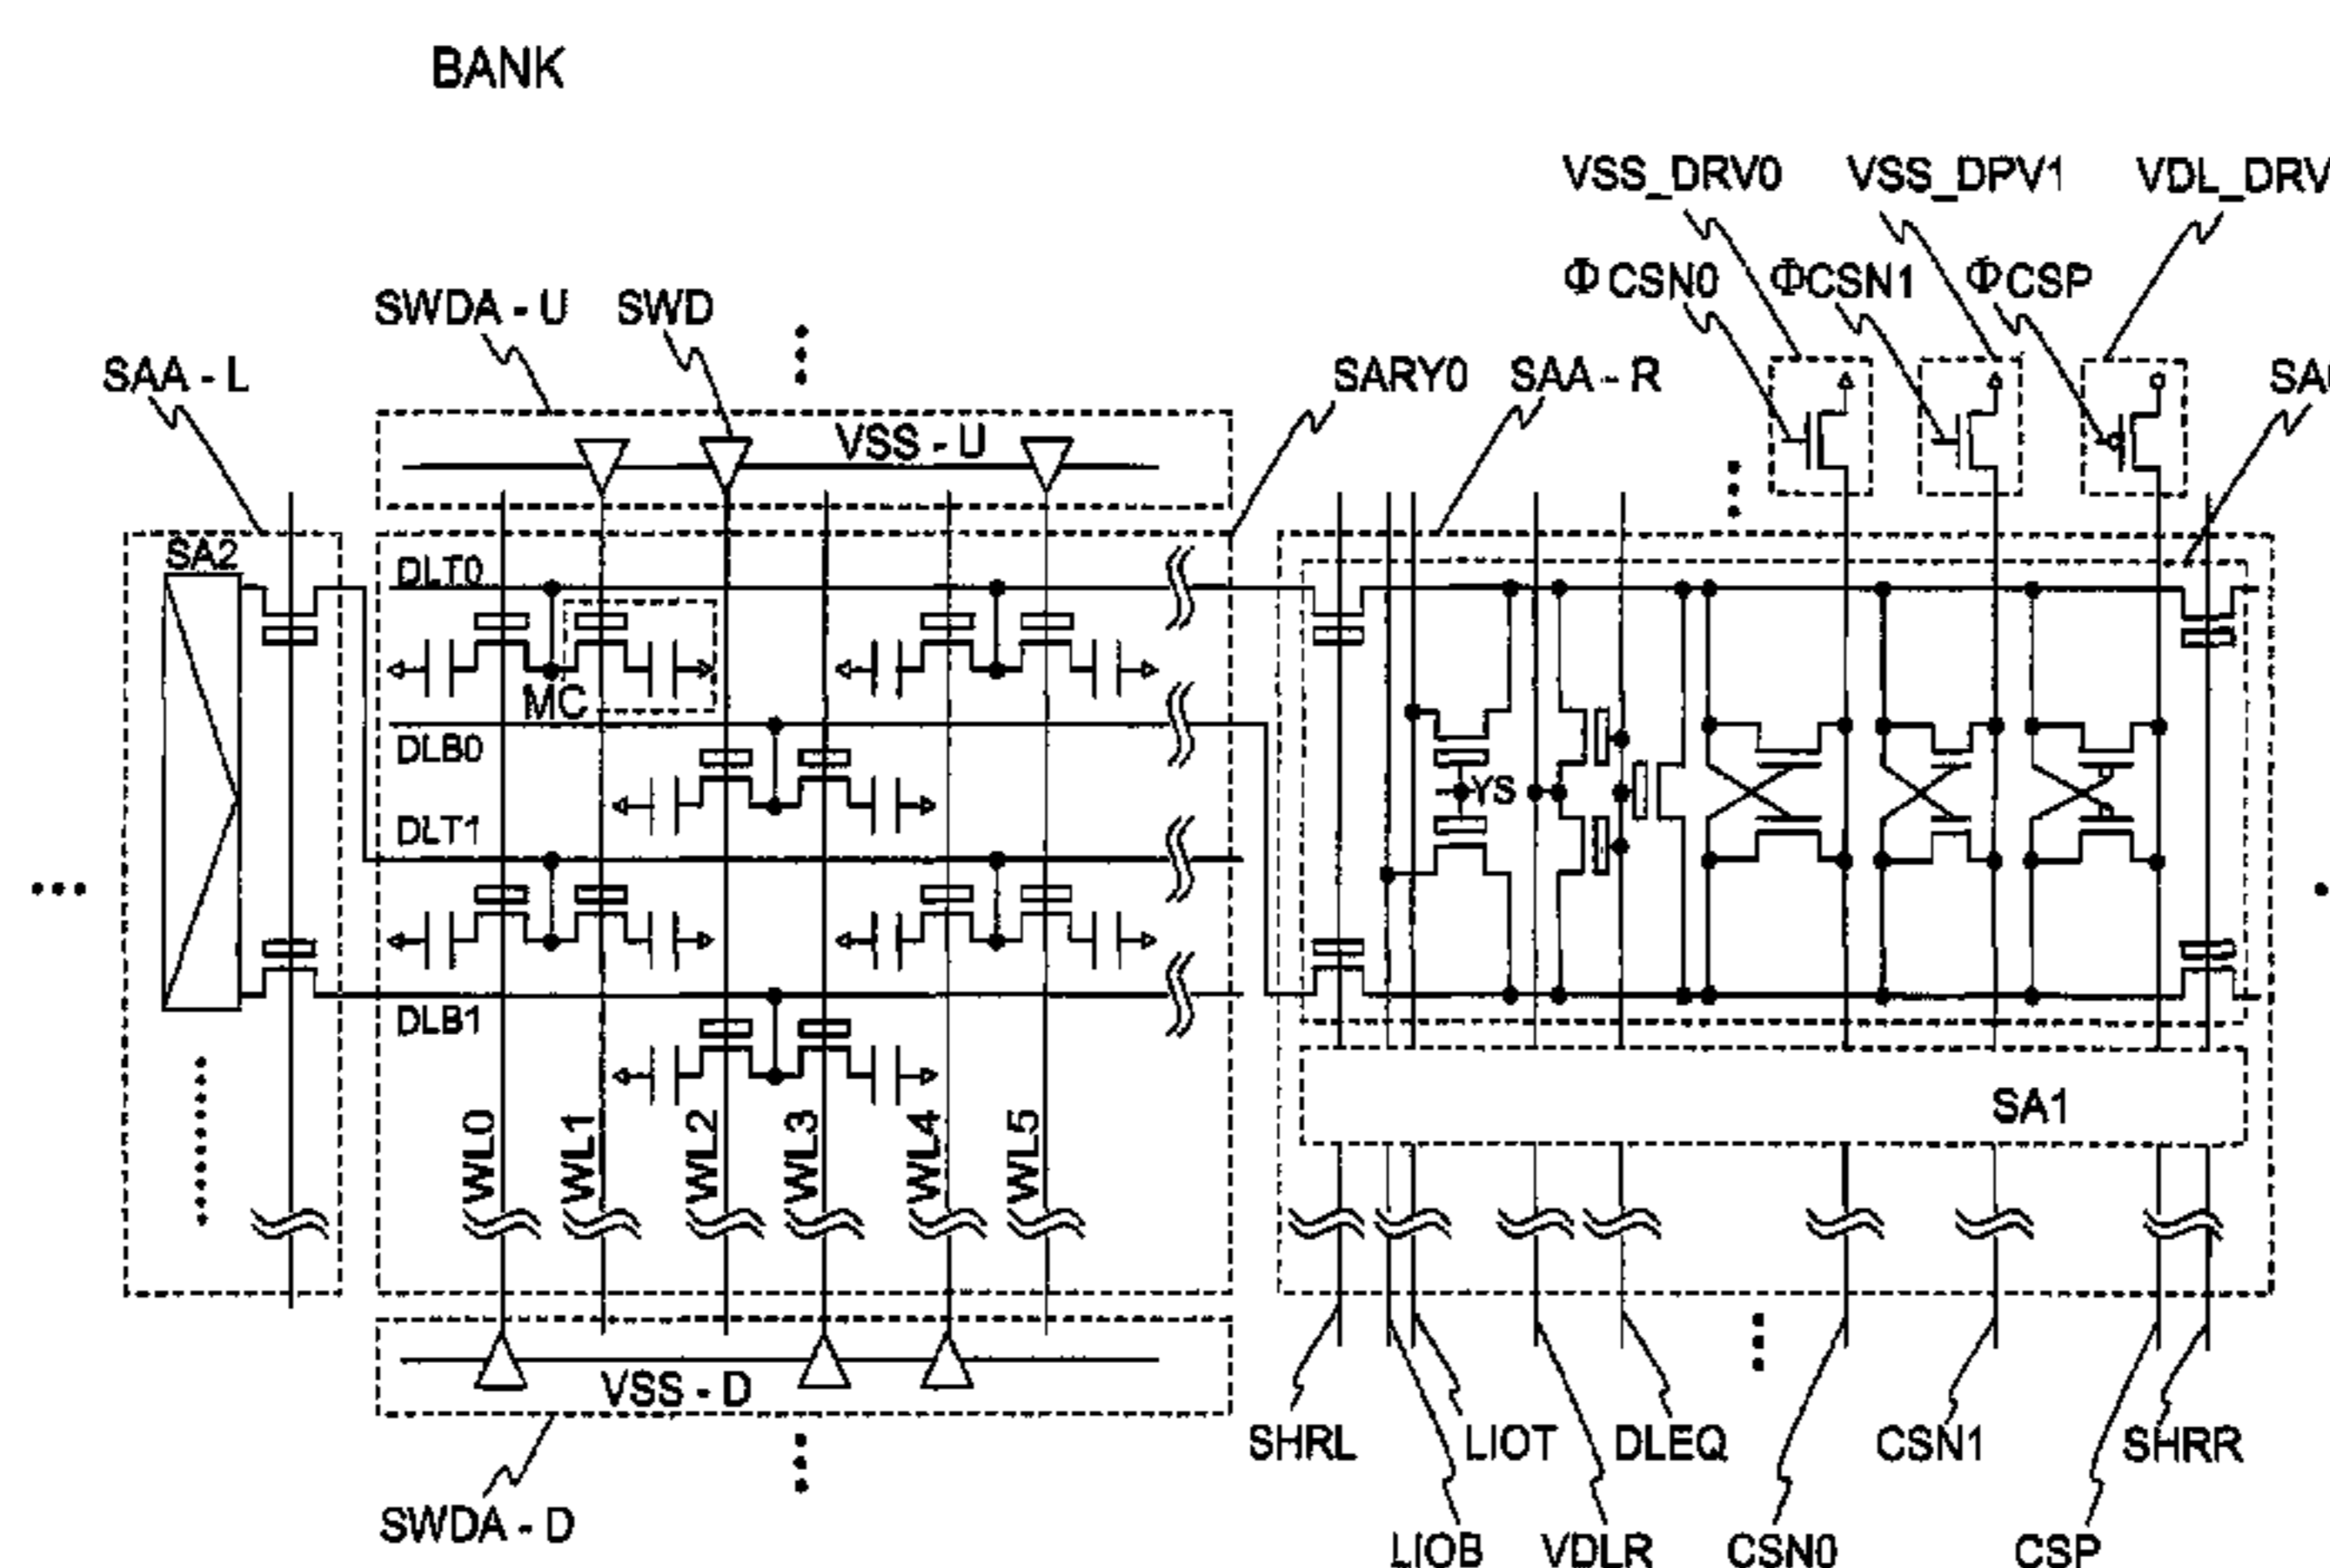 BANK
VSS_DRV0 VSS_DPV1 VDL_DRV
ΦCSN0 ΦCSN1 ΦCSP
SWDA - U SWD
SAA - L SARY0 SAA - R
VSS - U
SA2
DLT0
MC
DLB0
YS
DLT1
DLB1
SA1
WL0 WL1 WL2 WL3 WL4 WL5
VSS - D
SHRL LIOT DLEQ CSN1 SHRR
SWDA - D
LIOB VDLR CSN0 CSP